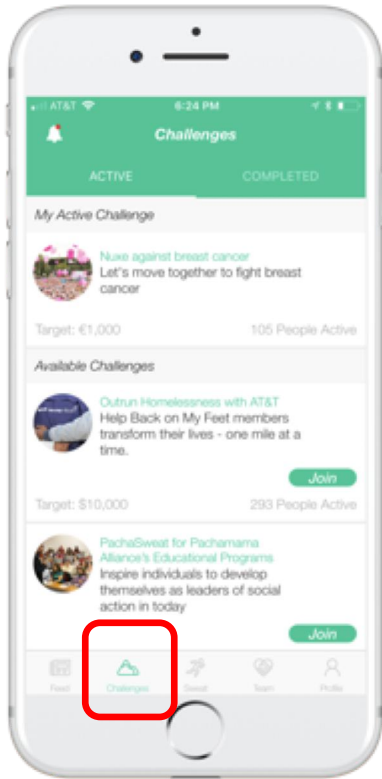 AT&T 6:24 PM
Challenges
ACTIVE COMPLETED
My Active Challenge
Nuxe against breast cancer
Let's move together to fight breast
cancer
Target: €1,000 105 People Active
Available Challenges
Outrun Homelessness with AT&T
Help Back on My Feet members
transform their lives - one mile at a
time.
Join
Target: $10,000 293 People Active
PachaSweat for Pachamama
Alliance's Educational Programs
Inspire individuals to develop
themselves as leaders of social
action in today
Join
Feed Challenges Sweat Team Profile